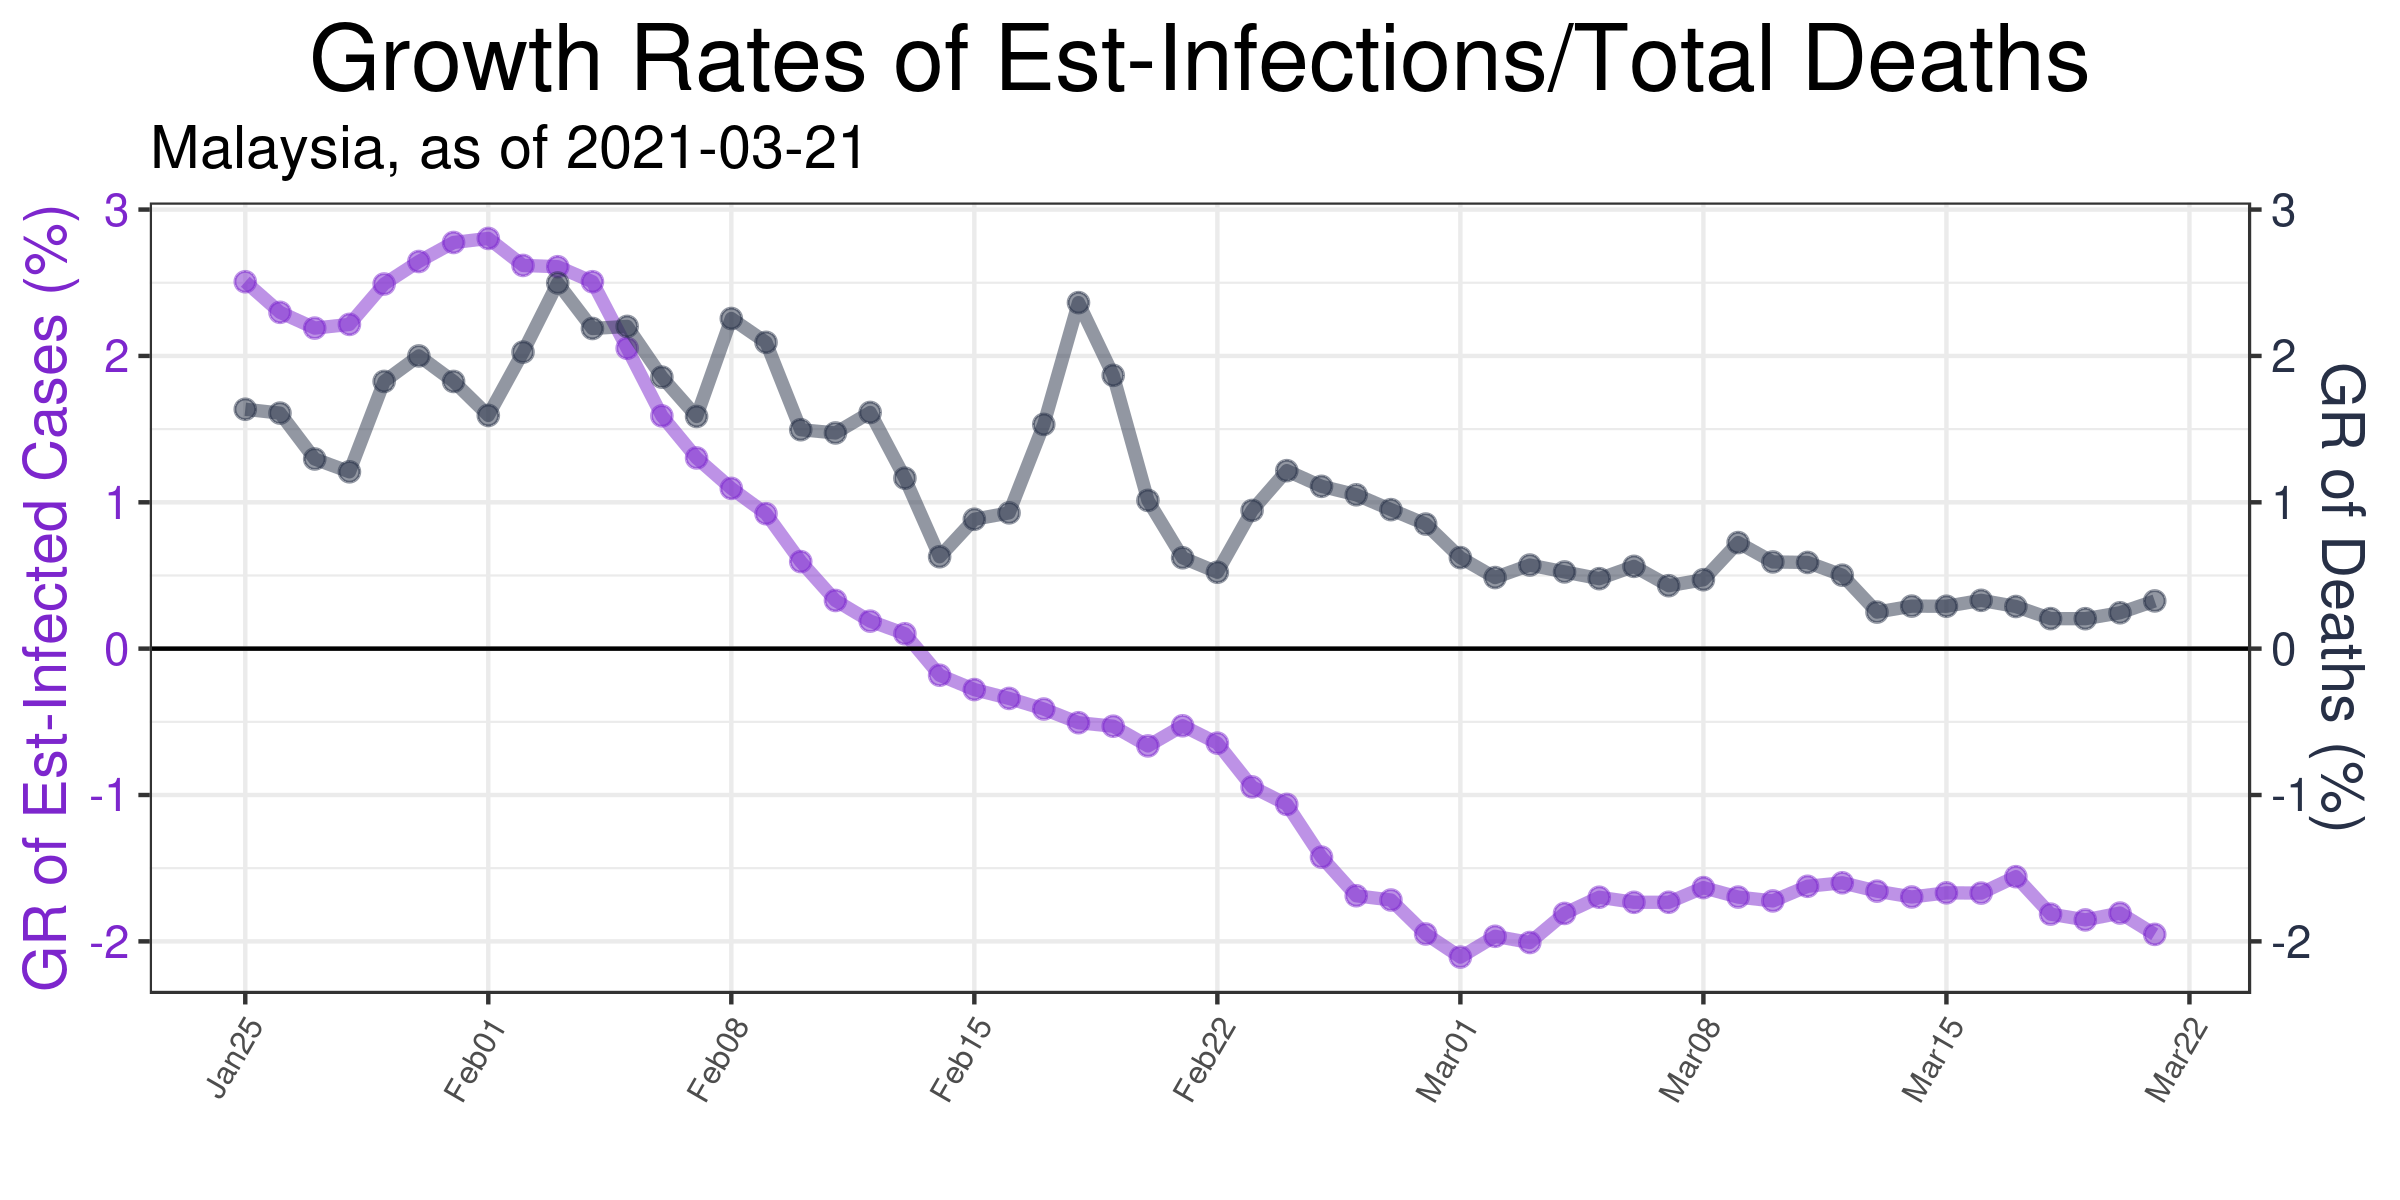 Growth Rates of Est-Infections/Total Deaths
Malaysia, as of 2021-03-21
GR of Est-Infected Cases (%)
3
2
1
0
-1
-2
3
2
1
0
-1
-2
GR of Deaths (%)
Jan25
Feb01
Feb08
Feb15
Feb22
Mar01
Mar08
Mar15
Mar22